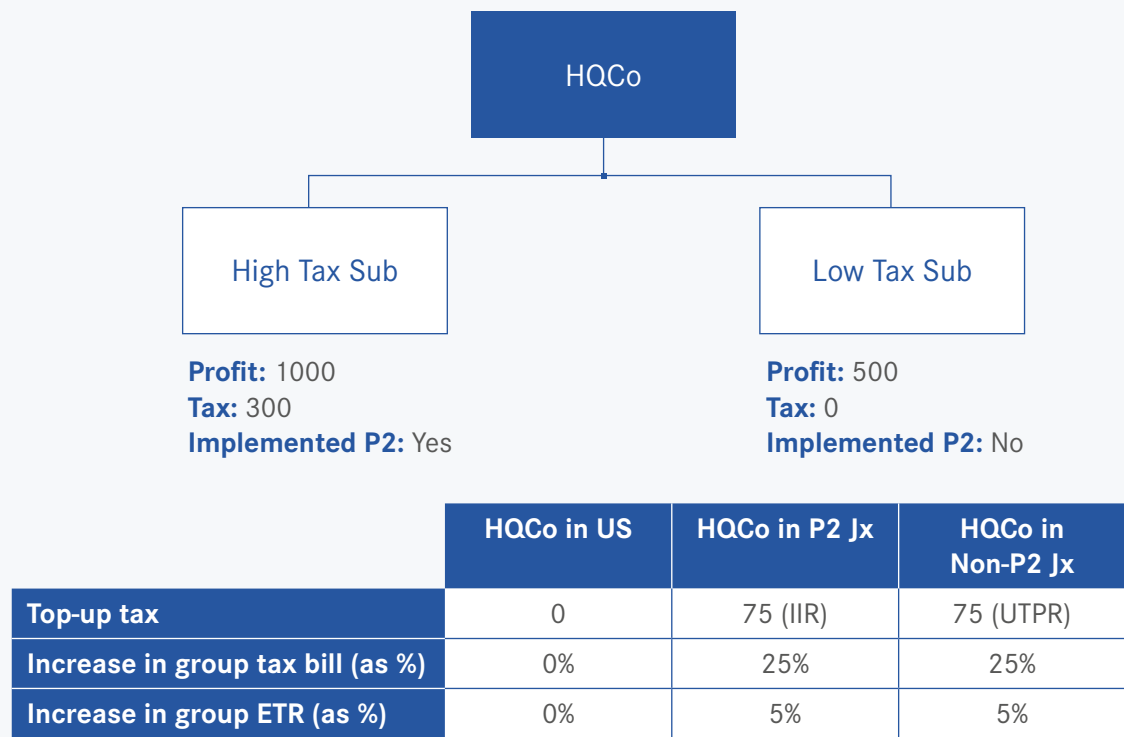 HQCo
High Tax Sub
Low Tax Sub
Profit: 1000
Tax: 300
Implemented P2: Yes
Profit: 500
Tax: 0
Implemented P2: No
HQCo in US HQCo in P2 Jx HQCo in
Non-P2 Jx
Top-up tax 0 75 (IIR) 75 (UTPR)
Increase in group tax bill (as %) 0% 25% 25%
Increase in group ETR (as %) 0% 5% 5%